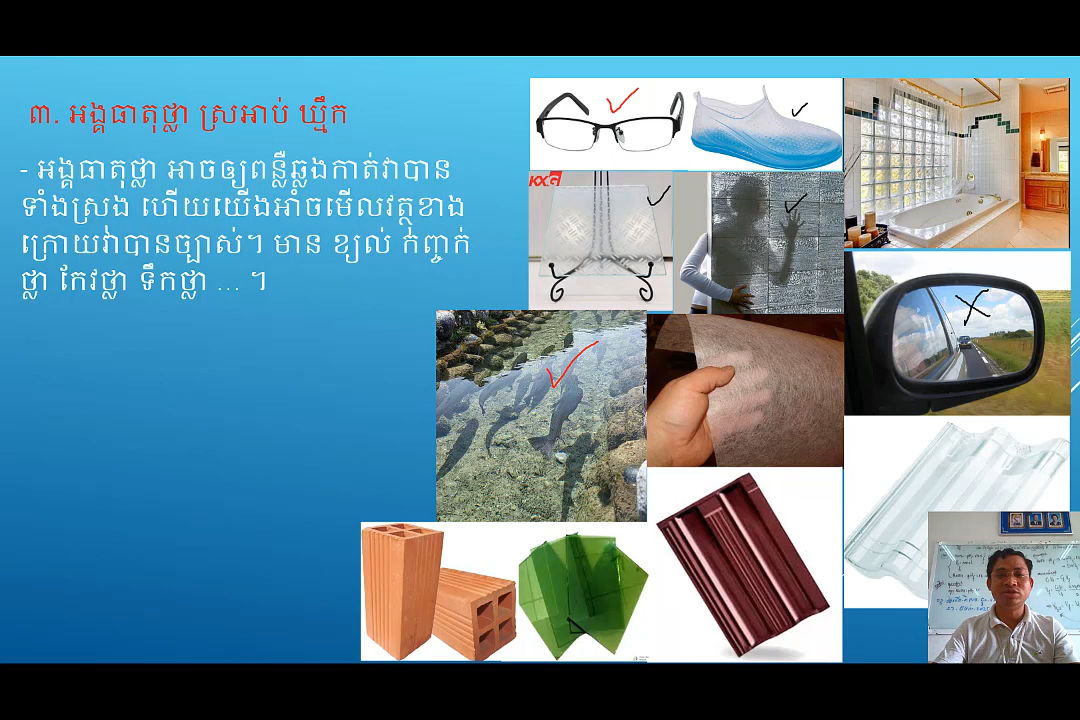 ៣. អង្គធាតុថ្លា ស្រអាប់ ឃ្មឹក
- អង្គធាតុថ្លា អាចឲ្យពន្លឺឆ្លងកាត់វាបាន
ទាំងស្រុង ហើយយើងអាចមើលវត្ថុខាង
ក្រោយវាបានច្បាស់។ មាន ខ្យល់ កញ្ចក់
ថ្លា កែវថ្លា ទឹកថ្លា ... ។
KXG